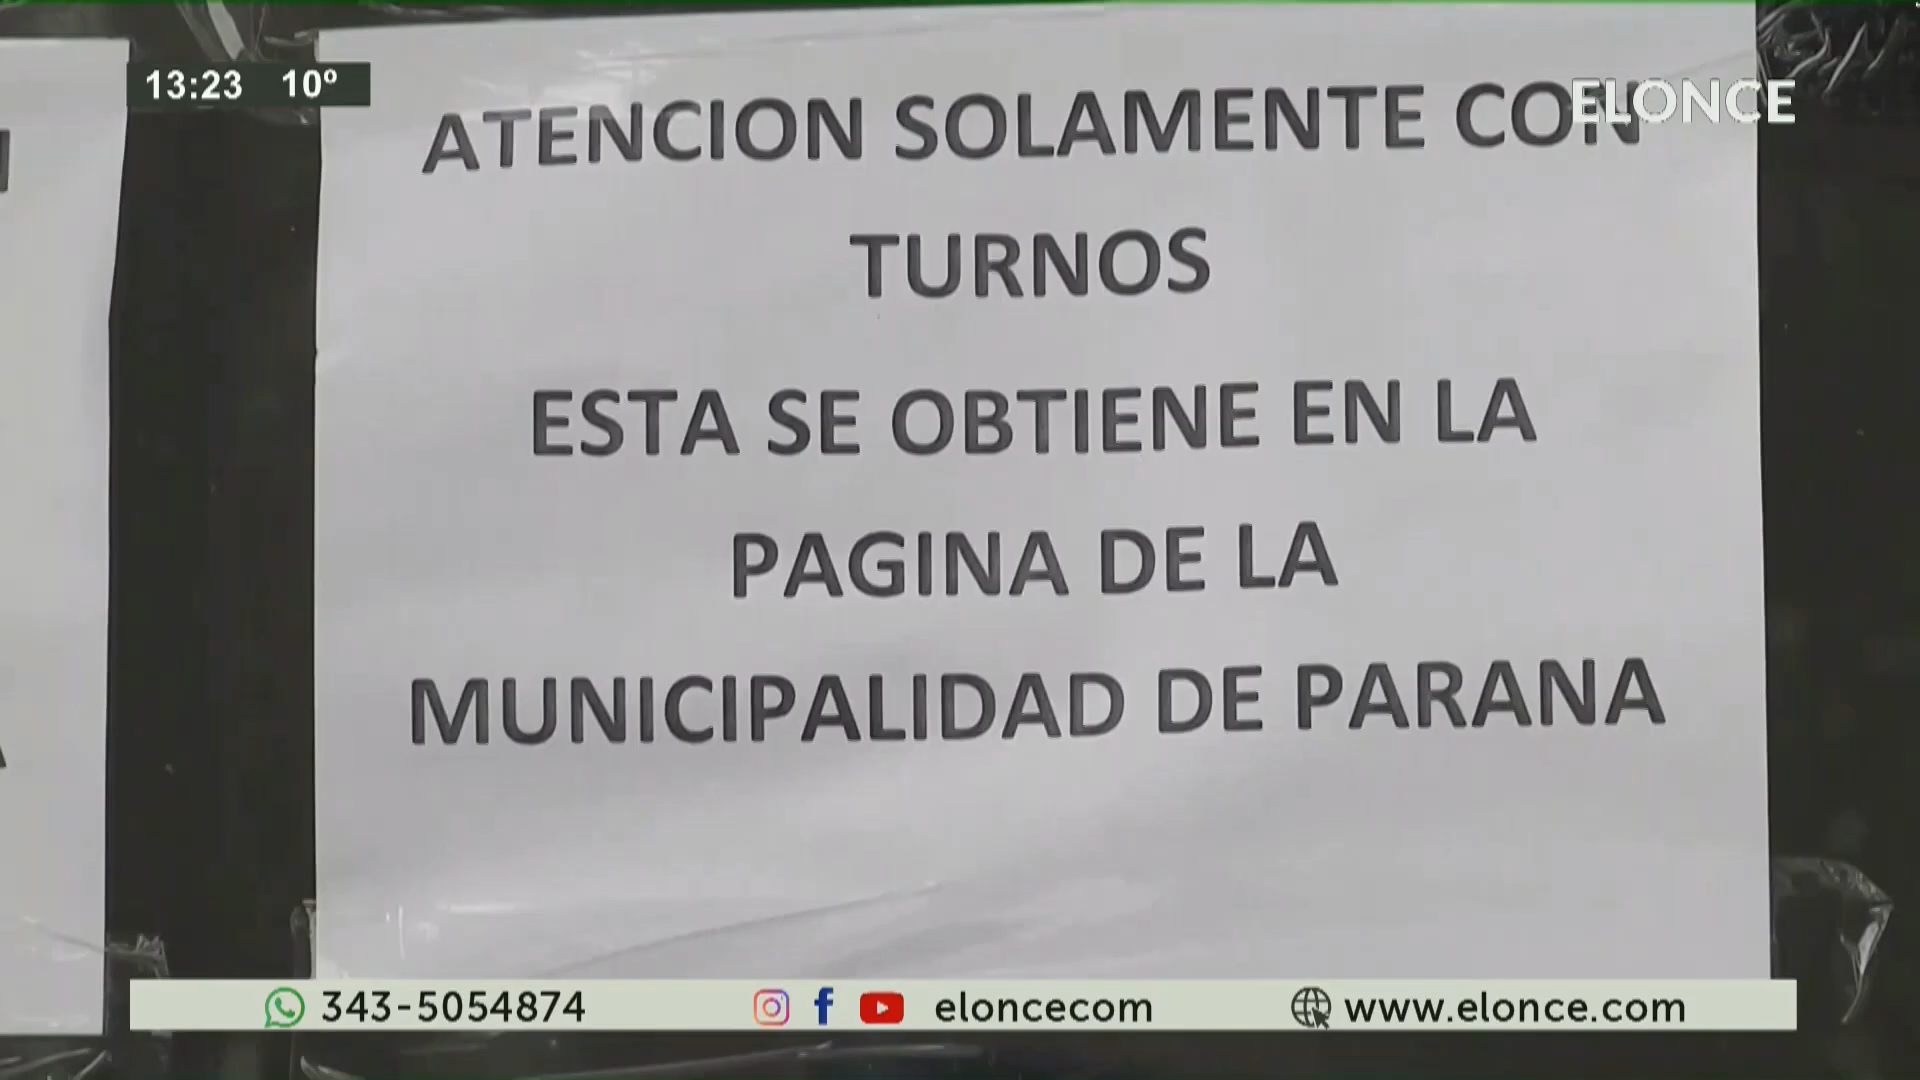 13:23 10º
ELONCE
ATENCION SOLAMENTE CON
TURNOS
ESTA SE OBTIENE EN LA
PAGINA DE LA
MUNICIPALIDAD DE PARANA
343-5054874 eloncecom www.elonce.com